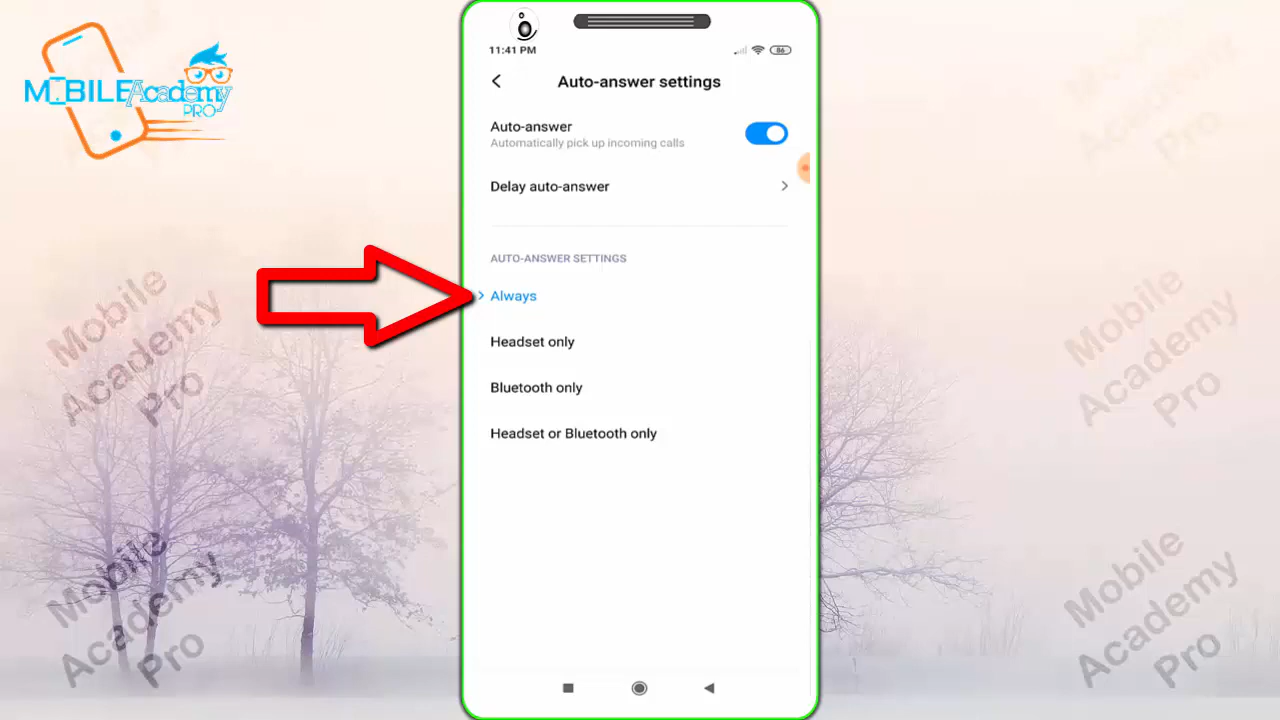 MOBILE Academy
PRO
11:41 PM
86
Auto-answer settings
Auto-answer
Automatically pick up incoming calls
Delay auto-answer
AUTO-ANSWER SETTINGS
Always
Headset only
Bluetooth only
Headset or Bluetooth only
Mobile
Academy
Pro
Mobile
Academy
Pro
Mobile
Academy
Pro
Mobile
Academy
Pro
Academy
Pro